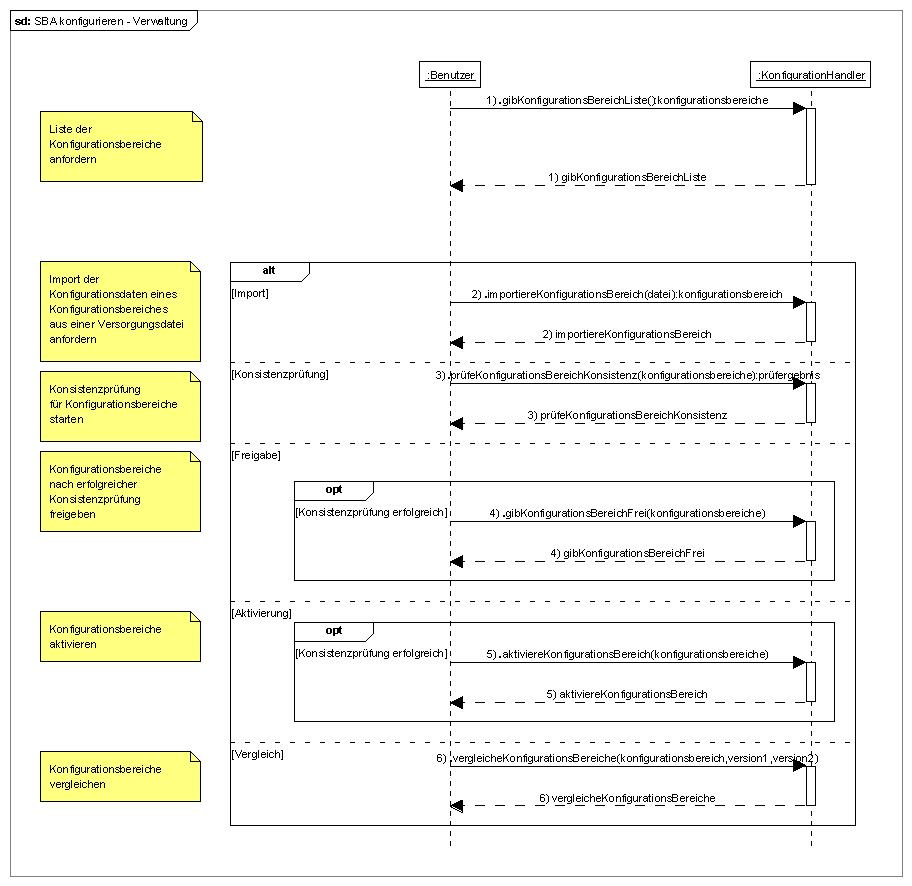 sd: SBA konfigurieren - Verwaltung
:Benutzer
:KonfigurationHandler
1) .gibKonfigurationsBereichListe():konfigurationsbereiche
Liste der
Konfigurationsbereiche
anfordern
1) gibKonfigurationsBereichListe
alt
Import der
Konfigurationsdaten eines
Konfigurationsbereiches
aus einer Versorgungsdatei
anfordern
[Import]
2) .importiereKonfigurationsBereich(datei):konfigurationsbereich
2) importiereKonfigurationsBereich
Konsistenzprüfung
für Konfigurationsbereiche
starten
[Konsistenzprüfung]
3) .prüfeKonfigurationsBereichKonsistenz(konfigurationsbereiche):prüfergebnis
3) prüfeKonfigurationsBereichKonsistenz
Konfigurationsbereiche
nach erfolgreicher
Konsistenzprüfung
freigeben
[Freigabe]
opt
[Konsistenzprüfung erfolgreich]
4) .gibKonfigurationsBereichFrei(konfigurationsbereiche)
4) gibKonfigurationsBereichFrei
Konfigurationsbereiche
aktivieren
[Aktivierung]
opt
[Konsistenzprüfung erfolgreich]
5) .aktiviereKonfigurationsBereich(konfigurationsbereiche)
5) aktiviereKonfigurationsBereich
Konfigurationsbereiche
vergleichen
[Vergleich]
6) .vergleicheKonfigurationsBereiche(konfigurationsbereich,version1,version2)
6) vergleicheKonfigurationsBereiche